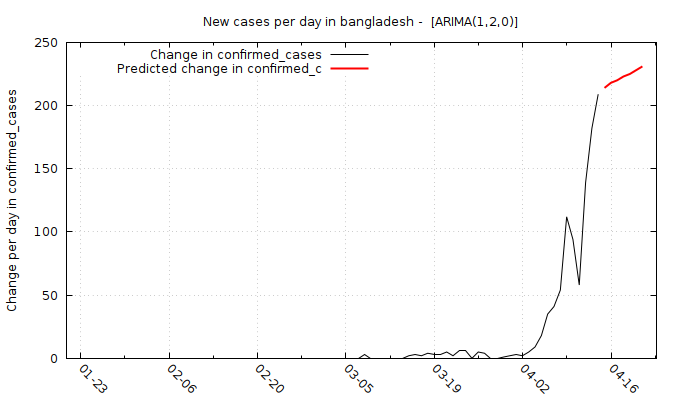 New cases per day in bangladesh -  [ARIMA(1,2,0)]
Change in confirmed_cases
Predicted change in confirmed_c
Change per day in confirmed_cases
250
200
150
100
50
0
01-23 02-06 02-20 03-05 03-19 04-02 04-16